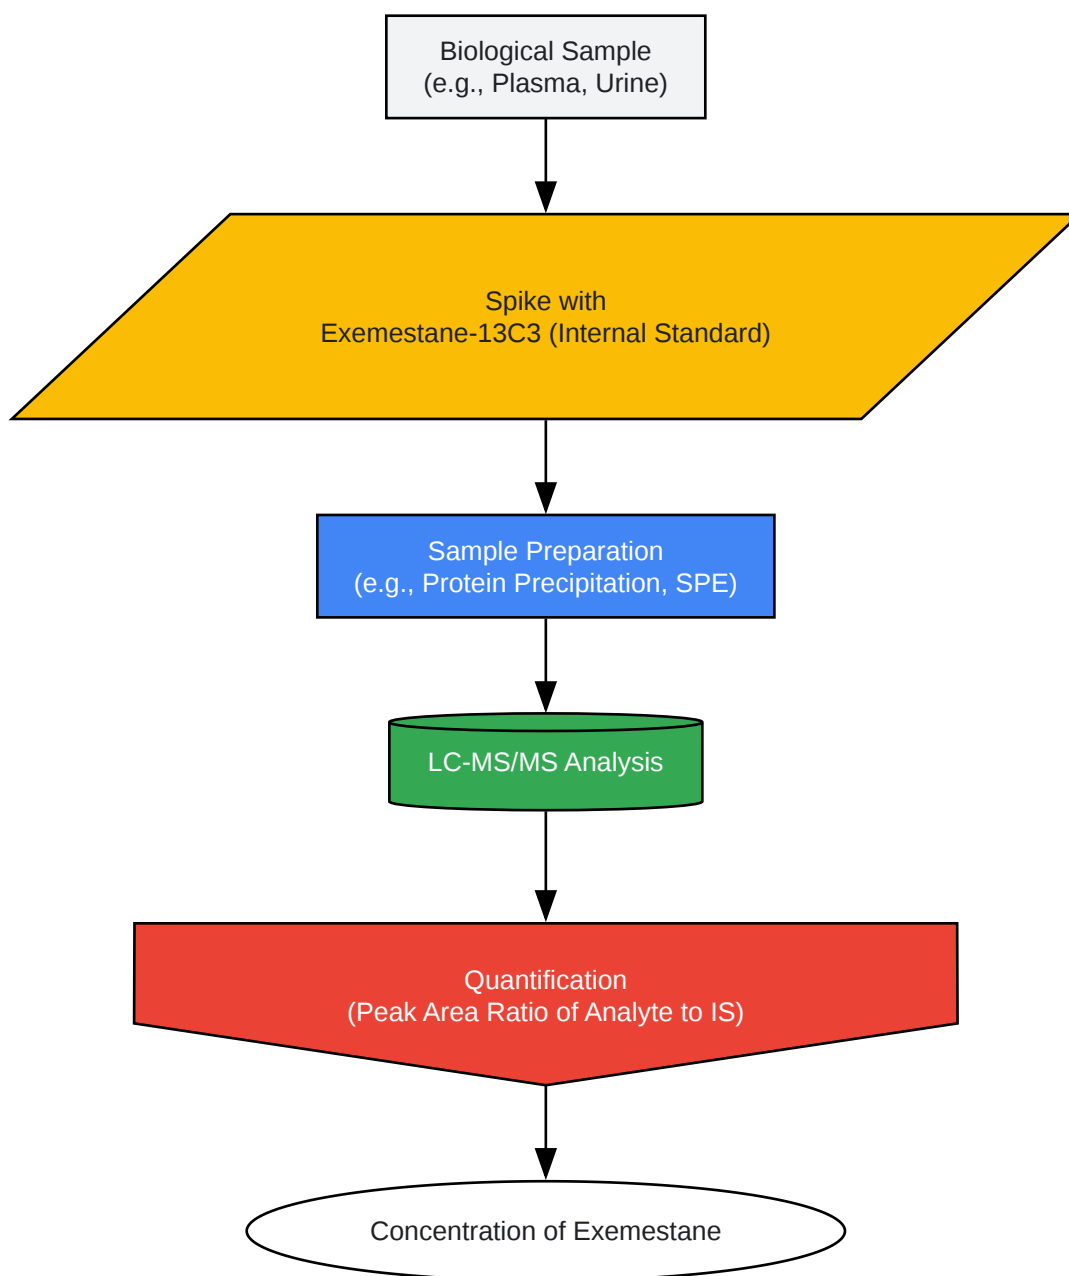 Biological Sample
(e.g., Plasma, Urine)
Spike with
Exemestane-13C3 (Internal Standard)
Sample Preparation
(e.g., Protein Precipitation, SPE)
LC-MS/MS Analysis
Quantification
(Peak Area Ratio of Analyte to IS)
Concentration of Exemestane